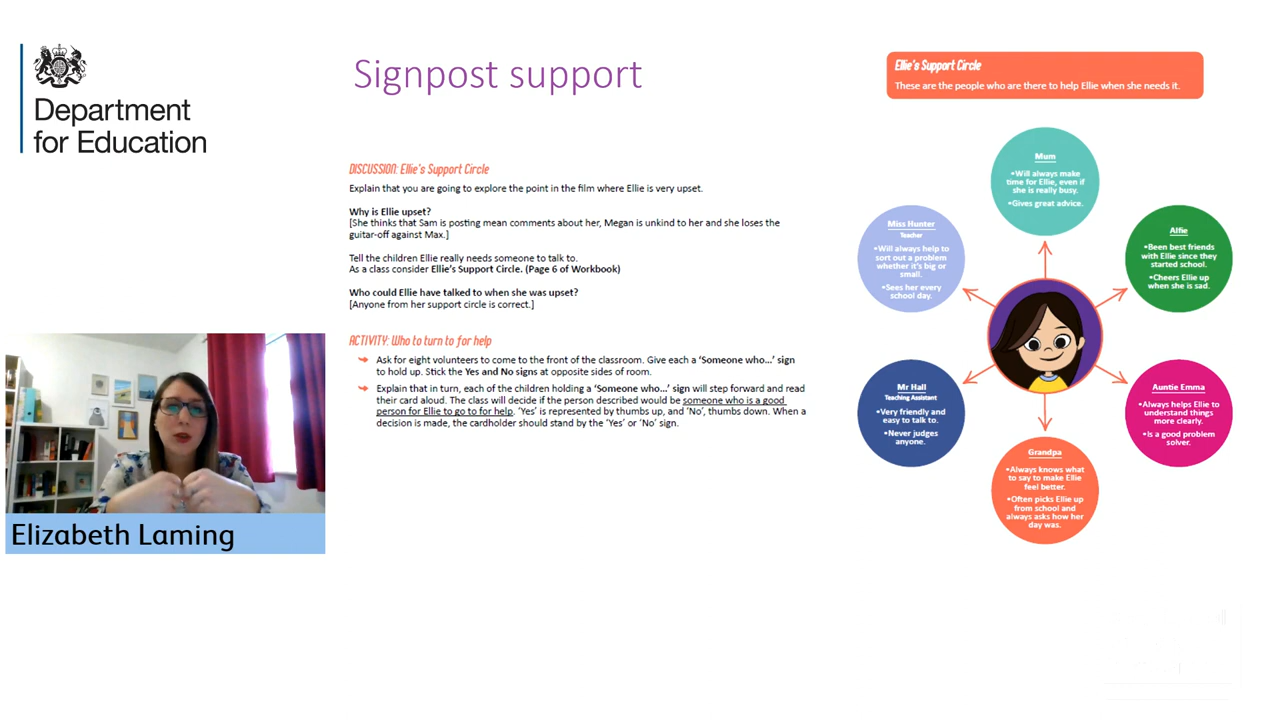 Department
for Education
Signpost support
DISCUSSION: Ellie's Support Circle
Explain that you are going to explore the point in the film where Ellie is very upset.
Why is Ellie upset?
[She thinks that Sam is posting mean comments about her, Megan is unkind to her and she loses the
guitar-off against Max.]
Tell the children Ellie really needs someone to talk to.
As a class consider Ellie's Support Circle. (Page 6 of Workbook)
Who could Ellie have talked to when she was upset?
[Anyone from her support circle is correct.]
ACTIVITY: Who to turn to for help
Ask for eight volunteers to come to the front of the classroom. Give each a ‘Someone who...’ sign
to hold up. Stick the Yes and No signs at opposite sides of room.
Explain that in turn, each of the children holding a ‘Someone who...’ sign will step forward and read
their card aloud. The class will decide if the person described would be someone who is a good
person for Ellie to go to for help. ‘Yes’ is represented by thumbs up, and ‘No’, thumbs down. When a
decision is made, the cardholder should stand by the ‘Yes’ or ‘No’ sign.
Ellie's Support Circle
These are the people who are there to help Ellie when she needs it.
Mum
•Will always make
time for Ellie, even if
she is really busy.
•Gives great advice.
Miss Hunter
Teacher
•Will always help to
sort out a problem
whether it's big or
small.
•Sees her every
school day.
Alfie
•Been best friends
with Ellie since they
started school.
•Cheers Ellie up
when she is sad.
Mr Hall
Teaching Assistant
•Very friendly and
easy to talk to.
•Never judges
anyone.
Auntie Emma
•Always helps Ellie to
understand things
more clearly.
•Is a good problem
solver.
Grandpa
•Always knows what
to say to make Ellie
feel better.
•Often picks Ellie up
from school and
always asks how her
day was.
Elizabeth Laming